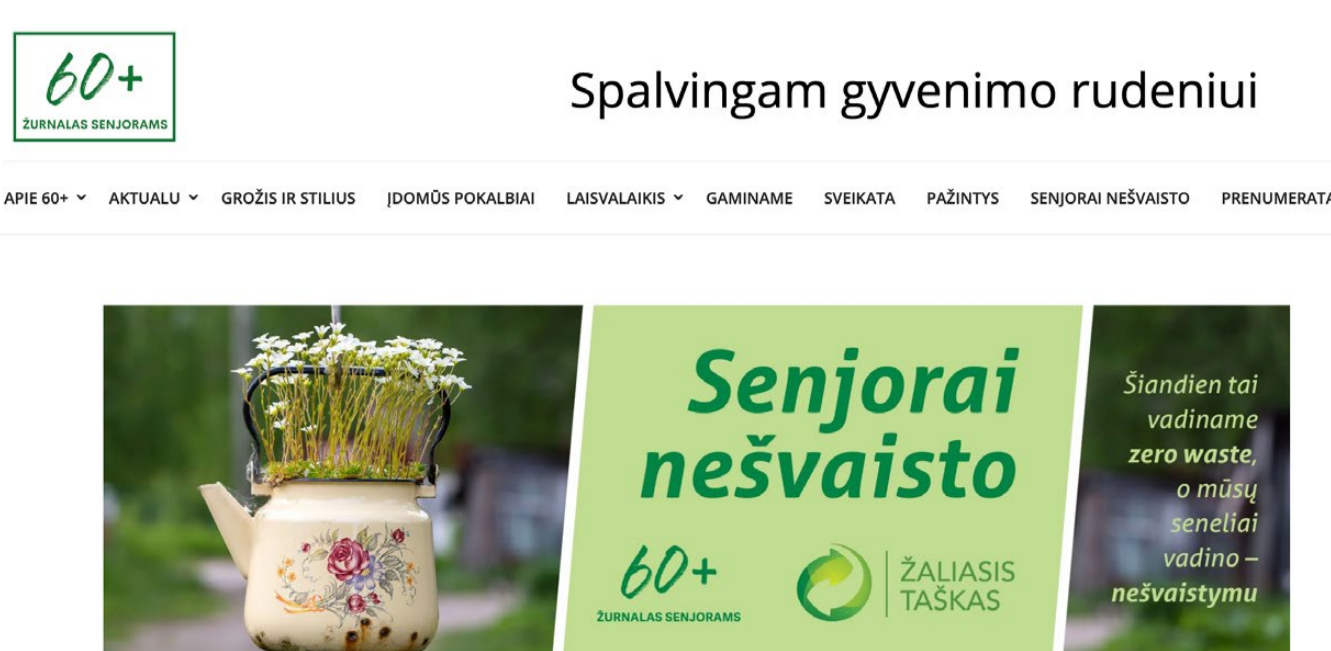 60+
ŽURNALAS SENJORAMS
Spalvingam gyvenimo rudeniui
APIE 60+ AKTUALU GROŽIS IR STILIUS ĮDOMŪS POKALBIAI LAISVALAIKIS GAMINAME SVEIKATA PAŽINTYS SENJORAI NEŠVAISTO PRENUMERATA
Senjorai
nešvaisto
60+
ŽURNALAS SENJORAMS
ŽALIASIS
TAŠKAS
Šiandien tai
vadiname
zero waste,
o mūsų
seneliai
vadino –
nešvaistymu